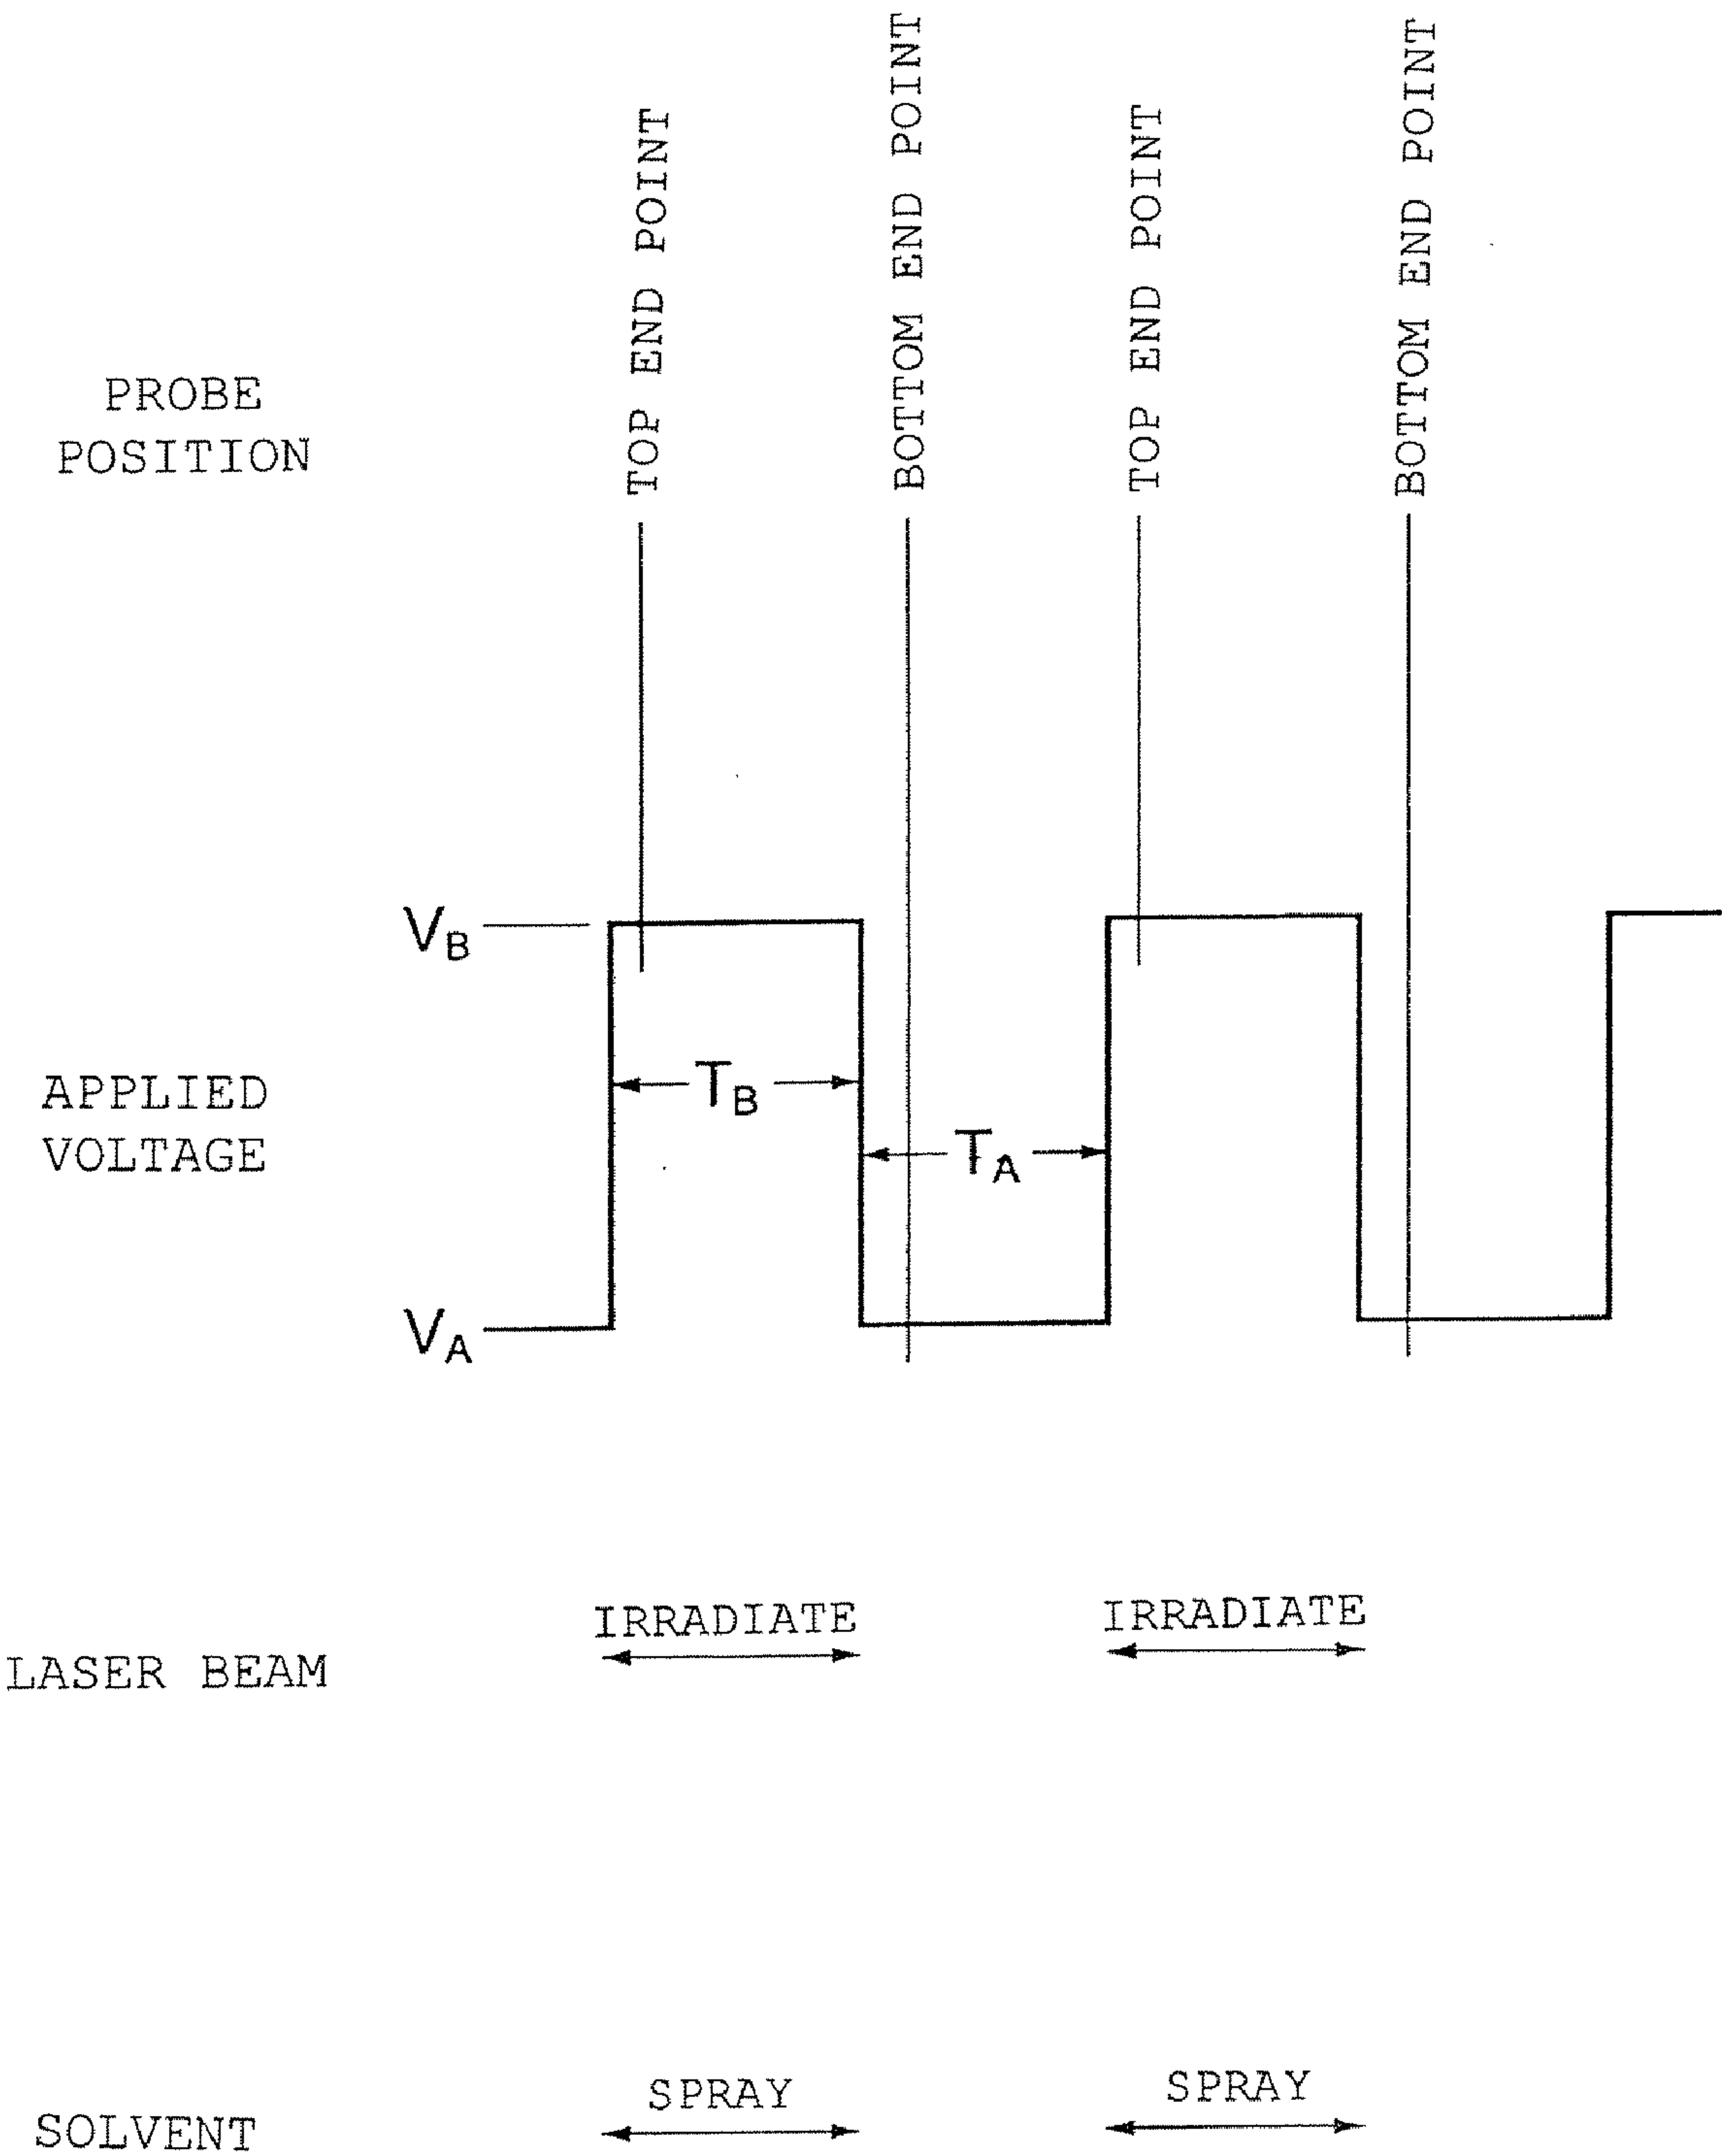 TOP END POINT
BOTTOM END POINT
TOP END POINT
BOTTOM END POINT
PROBE
POSITION
VB
TB
APPLIED
VOLTAGE
TA
VA
IRRADIATE
IRRADIATE
LASER BEAM
SPRAY
SPRAY
SOLVENT